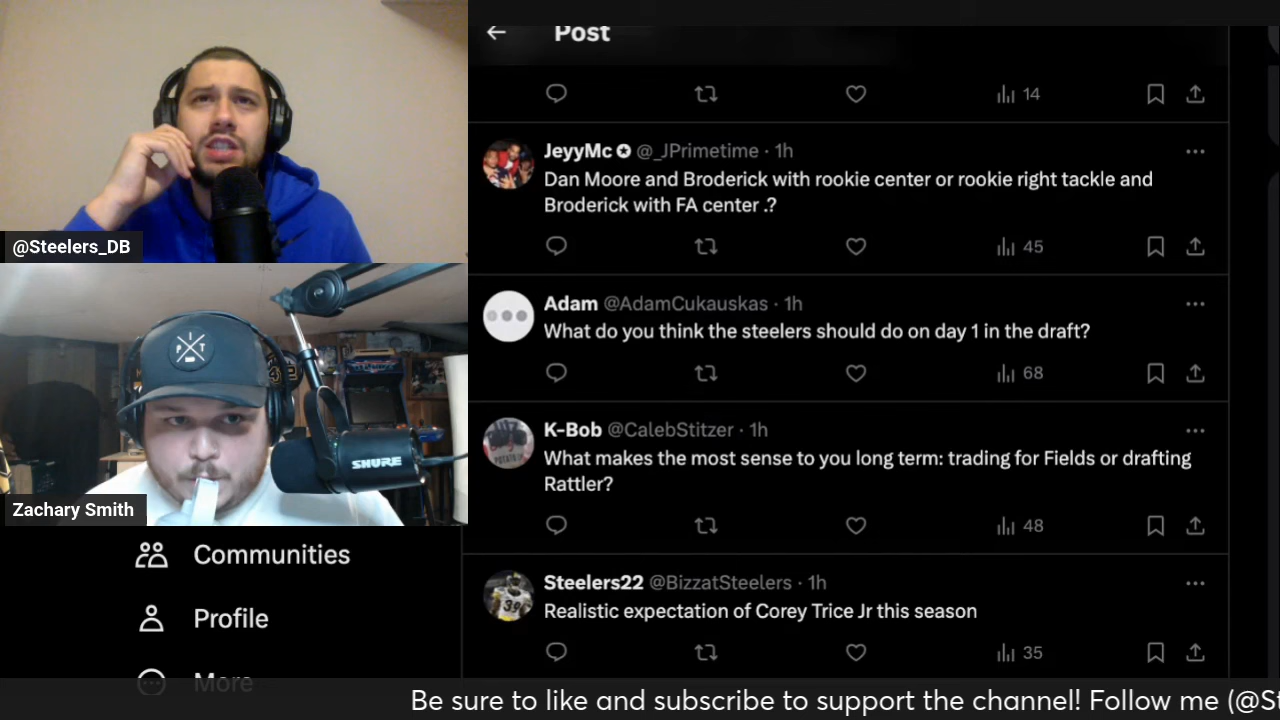 Post
14
JeyyMc @_JPrimetime · 1h
Dan Moore and Broderick with rookie center or rookie right tackle and
Broderick with FA center .?
45
Adam @AdamCukauskas · 1h
What do you think the steelers should do on day 1 in the draft?
68
K-Bob @CalebStitzer · 1h
What makes the most sense to you long term: trading for Fields or drafting
Rattler?
48
Steelers22 @BizzatSteelers · 1h
Realistic expectation of Corey Trice Jr this season
35
@Steelers_DB
PIT
SHURE
Zachary Smith
Communities
Profile
More
Be sure to like and subscribe to support the channel! Follow me (@St